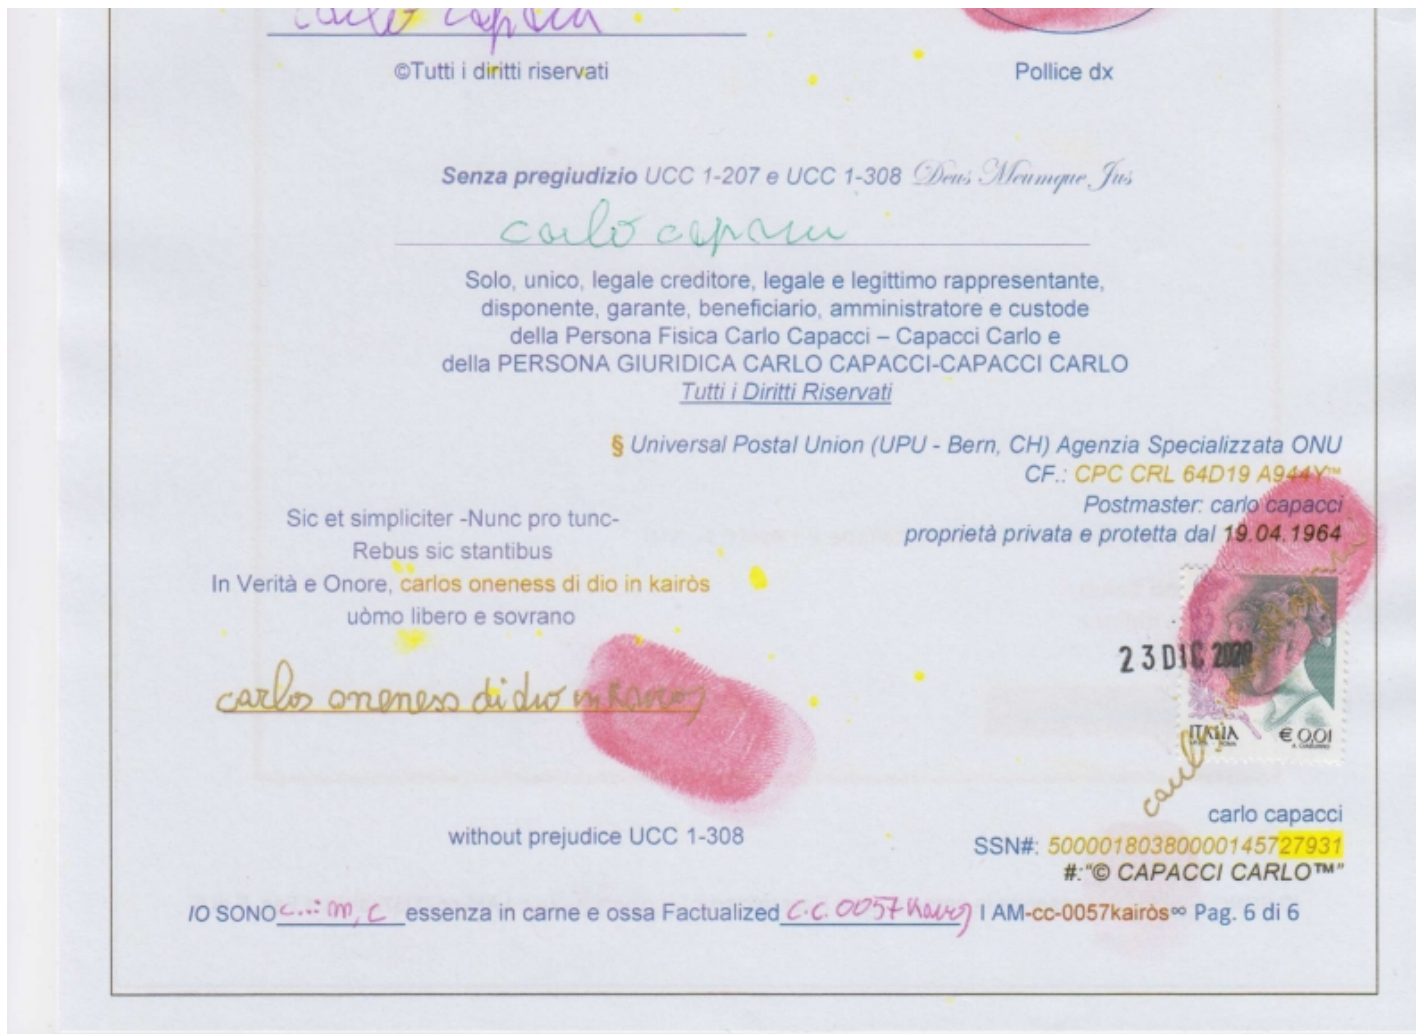 carlo capacci
©Tutti i diritti riservati
Pollice dx
Senza pregiudizio UCC 1-207 e UCC 1-308 Deus Meumque Jus
carlo capacci
Solo, unico, legale creditore, legale e legittimo rappresentante,
disponente, garante, beneficiario, amministratore e custode
della Persona Fisica Carlo Capacci – Capacci Carlo e
della PERSONA GIURIDICA CARLO CAPACCI-CAPACCI CARLO
Tutti i Diritti Riservati
§ Universal Postal Union (UPU - Bern, CH) Agenzia Specializzata ONU
CF.: CPC CRL 64D19 A944Y™
Postmaster: carlo capacci
proprietà privata e protetta dal 19.04.1964
Sic et simpliciter -Nunc pro tunc-
Rebus sic stantibus
In Verità e Onore, carlos oneness di dio in kairòs
uòmo libero e sovrano
carlos oneness di dio in kairos
23 DIC 2020
ITALIA € 0,01
carlo capacci
without prejudice UCC 1-308
SSN#: 50000180380000145727931
#:"© CAPACCI CARLO™"
IO SONO c.∴ m, c essenza in carne e ossa Factualized c.c. 0057 Kairos I AM-cc-0057kairòs∞ Pag. 6 di 6